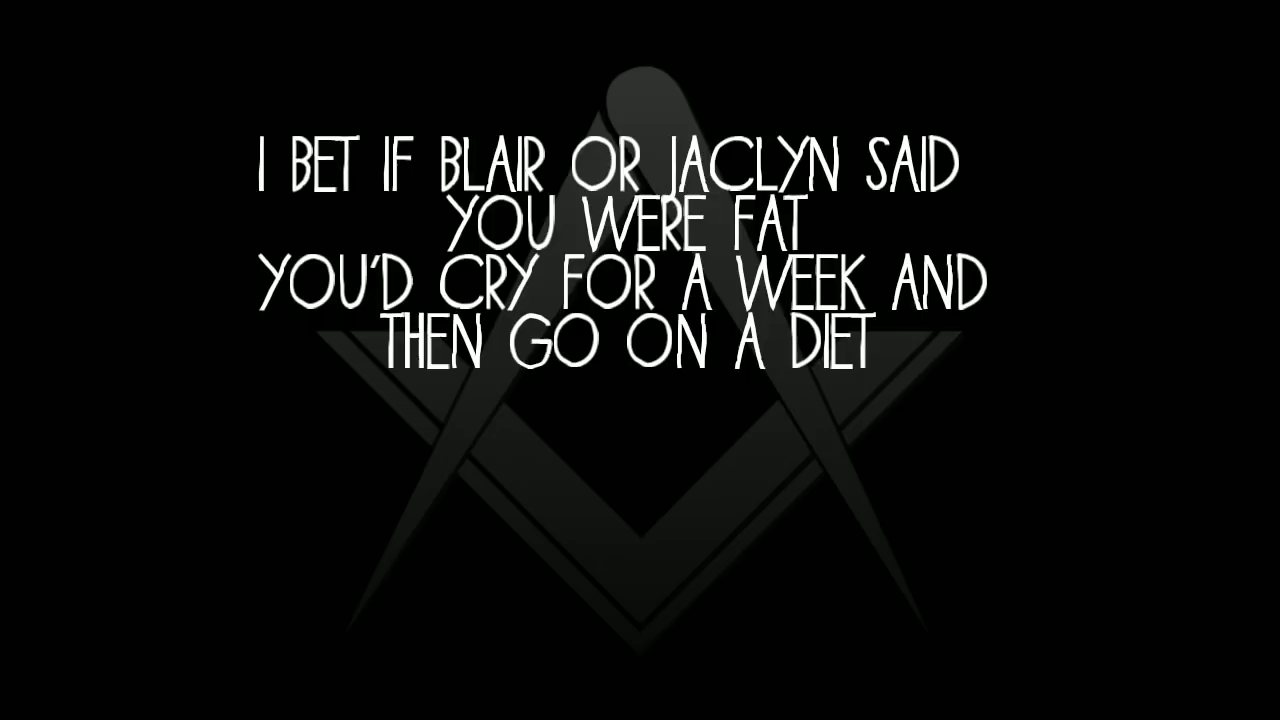 I BET IF BLAIR OR JACLYN SAID
YOU WERE FAT
YOU'D CRY FOR A WEEK AND
THEN GO ON A DIET